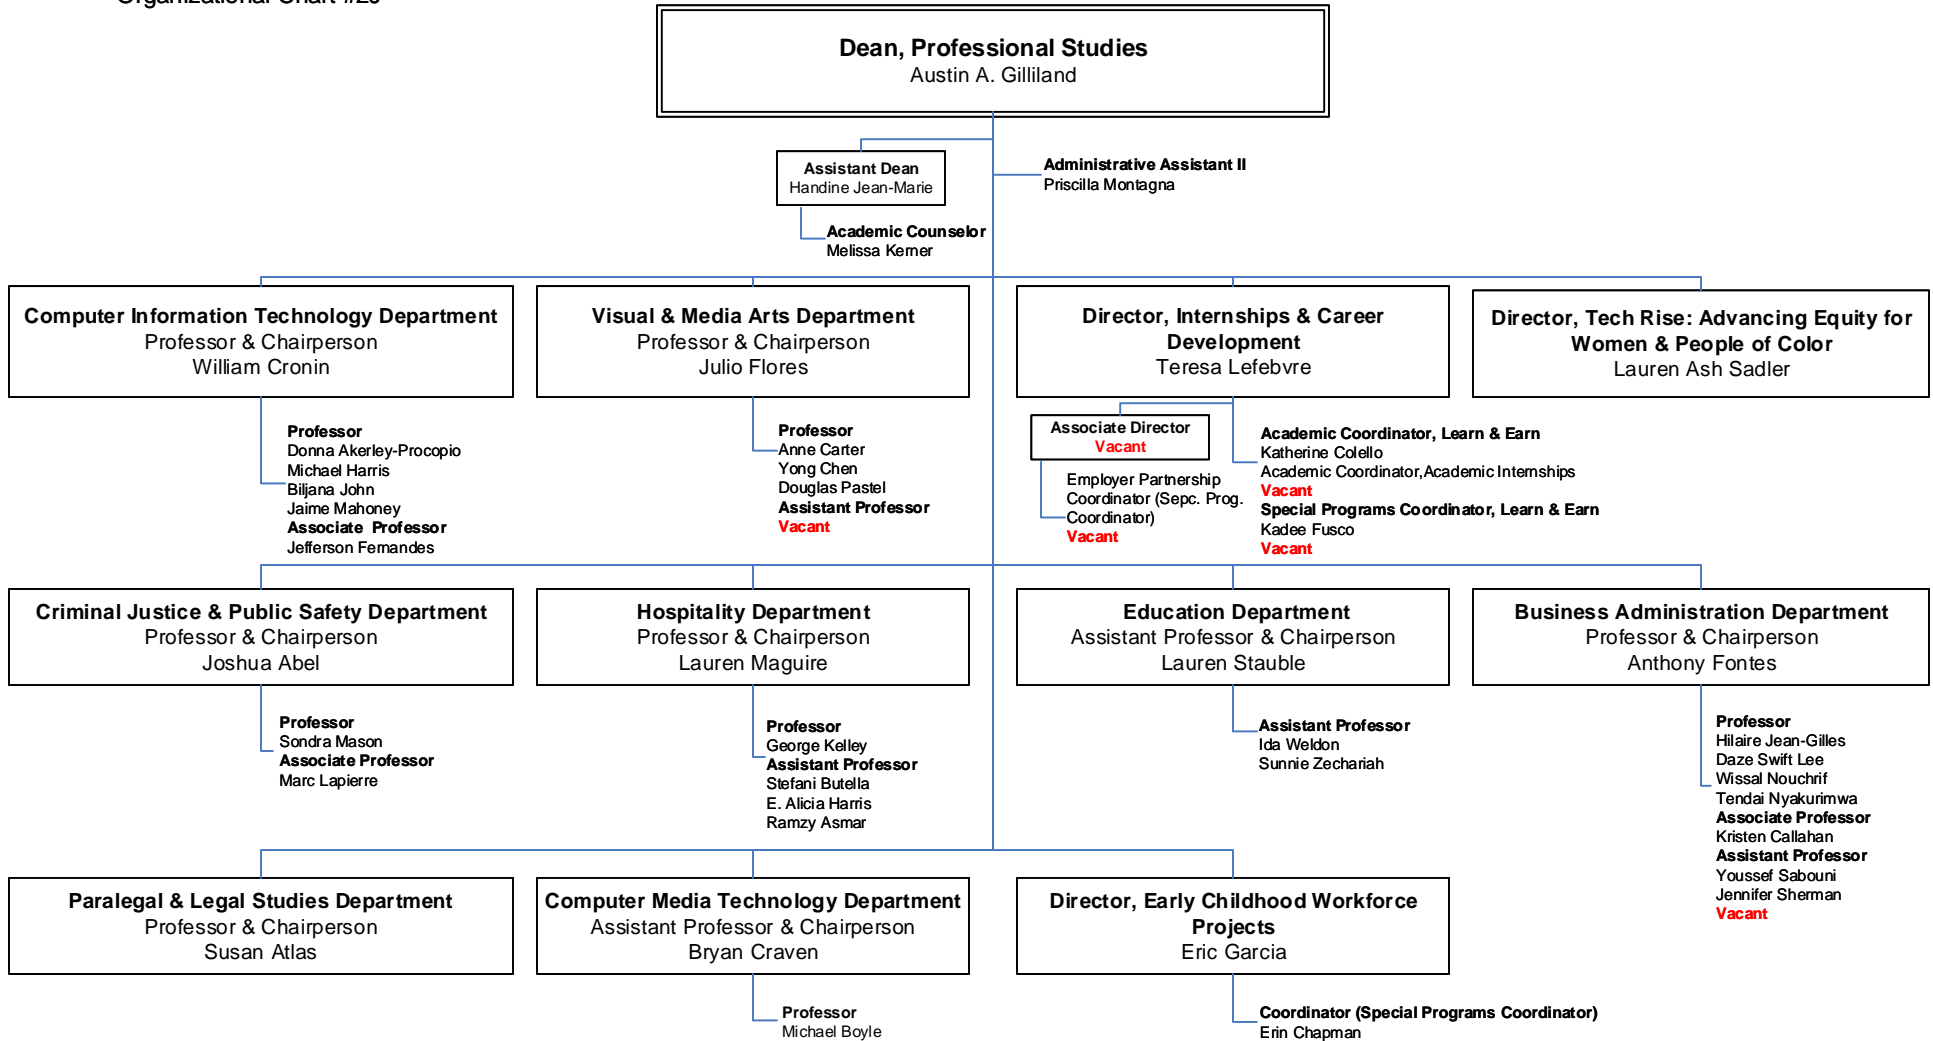 Organizational Chart #2J
Dean, Professional Studies
Austin A. Gilliland
Assistant Dean
Handine Jean-Marie
Administrative Assistant II
Priscilla Montagna
Academic Counselor
Melissa Kerner
Computer Information Technology Department
Professor & Chairperson
William Cronin
Visual & Media Arts Department
Professor & Chairperson
Julio Flores
Director, Internships & Career
Development
Teresa Lefebvre
Director, Tech Rise: Advancing Equity for
Women & People of Color
Lauren Ash Sadler
Professor
Donna Akerley-Procopio
Michael Harris
Biljana John
Jaime Mahoney
Associate  Professor
Jefferson Fernandes
Professor
Anne Carter
Yong Chen
Douglas Pastel
Assistant Professor
Vacant
Associate Director
Vacant
Employer Partnership
Coordinator (Sepc. Prog.
Coordinator)
Vacant
Academic Coordinator, Learn & Earn
Katherine Colello
Academic Coordinator,Academic Internships
Vacant
Special Programs Coordinator, Learn & Earn
Kadee Fusco
Vacant
Criminal Justice & Public Safety Department
Professor & Chairperson
Joshua Abel
Hospitality Department
Professor & Chairperson
Lauren Maguire
Education Department
Assistant Professor & Chairperson
Lauren Stauble
Business Administration Department
Professor & Chairperson
Anthony Fontes
Professor
Sondra Mason
Associate Professor
Marc Lapierre
Professor
George Kelley
Assistant Professor
Stefani Butella
E. Alicia Harris
Ramzy Asmar
Assistant Professor
Ida Weldon
Sunnie Zechariah
Professor
Hilaire Jean-Gilles
Daze Swift Lee
Wissal Nouchrif
Tendai Nyakurimwa
Associate Professor
Kristen Callahan
Assistant Professor
Youssef Sabouni
Jennifer Sherman
Vacant
Paralegal & Legal Studies Department
Professor & Chairperson
Susan Atlas
Computer Media Technology Department
Assistant Professor & Chairperson
Bryan Craven
Director, Early Childhood Workforce
Projects
Eric Garcia
Professor
Michael Boyle
Coordinator (Special Programs Coordinator)
Erin Chapman